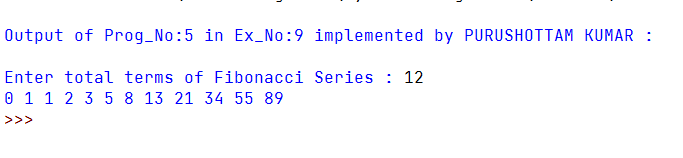 Output of Prog_No:5 in Ex_No:9 implemented by PURUSHOTTAM KUMAR :
Enter total terms of Fibonacci Series : 12
0 1 1 2 3 5 8 13 21 34 55 89
>>>